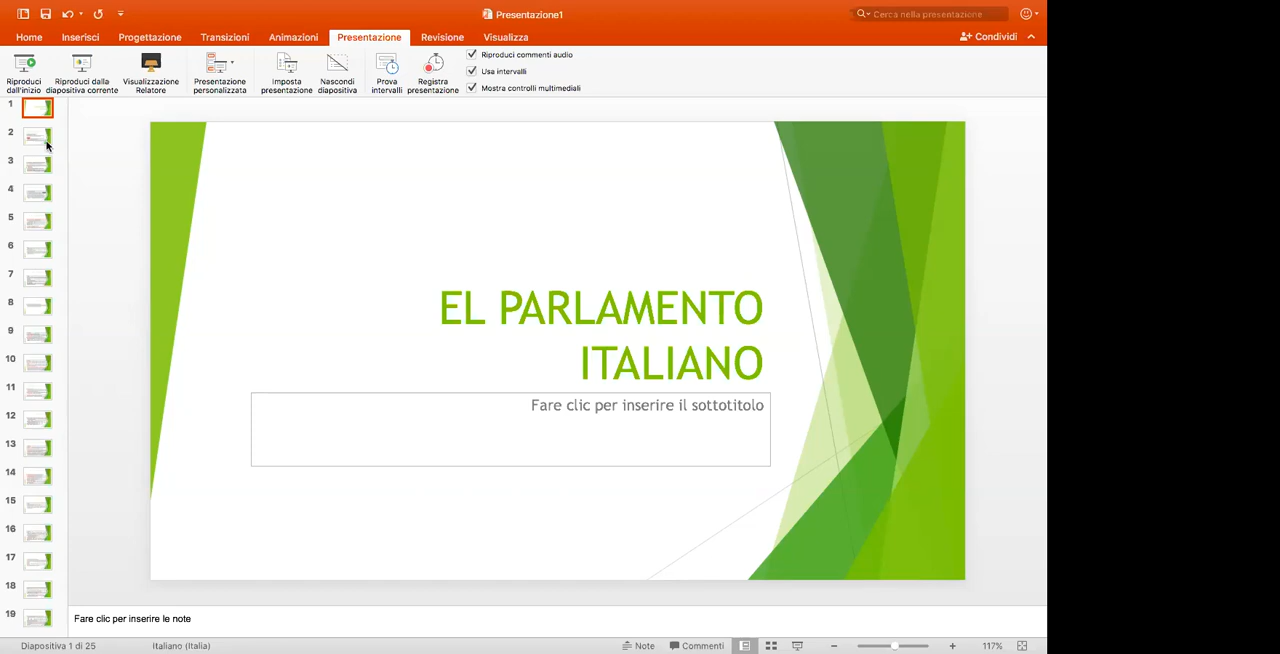 Presentazione1
Cerca nella presentazione
Home Inserisci Progettazione Transizioni Animazioni Presentazione Revisione Visualizza
Condividi
Riproduci dall'inizio
Riproduci dalla diapositiva corrente
Visualizzazione Relatore
Presentazione personalizzata
Imposta presentazione
Nascondi diapositiva
Prova intervalli
Registra presentazione
Riproduci commenti audio
Usa intervalli
Mostra controlli multimediali
1
2
3
4
5
6
7
8
9
10
11
12
13
14
15
16
17
18
19
EL PARLAMENTO
ITALIANO
Fare clic per inserire il sottotitolo
Fare clic per inserire le note
Diapositiva 1 di 25 Italiano (Italia) Note Commenti 117%